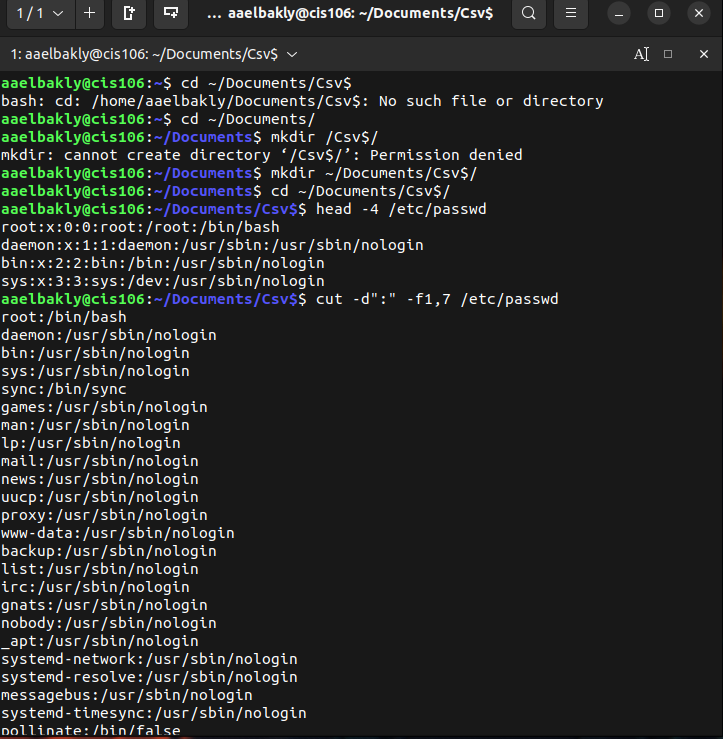 1 / 1
... aaelbakly@cis106: ~/Documents/Csv$
1: aaelbakly@cis106: ~/Documents/Csv$
aaelbakly@cis106:~$ cd ~/Documents/Csv$
bash: cd: /home/aaelbakly/Documents/Csv$: No such file or directory
aaelbakly@cis106:~$ cd ~/Documents/
aaelbakly@cis106:~/Documents$ mkdir /Csv$/
mkdir: cannot create directory ‘/Csv$/’: Permission denied
aaelbakly@cis106:~/Documents$ mkdir ~/Documents/Csv$/
aaelbakly@cis106:~/Documents$ cd ~/Documents/Csv$/
aaelbakly@cis106:~/Documents/Csv$$ head -4 /etc/passwd
root:x:0:0:root:/root:/bin/bash
daemon:x:1:1:daemon:/usr/sbin:/usr/sbin/nologin
bin:x:2:2:bin:/bin:/usr/sbin/nologin
sys:x:3:3:sys:/dev:/usr/sbin/nologin
aaelbakly@cis106:~/Documents/Csv$$ cut -d":" -f1,7 /etc/passwd
root:/bin/bash
daemon:/usr/sbin/nologin
bin:/usr/sbin/nologin
sys:/usr/sbin/nologin
sync:/bin/sync
games:/usr/sbin/nologin
man:/usr/sbin/nologin
lp:/usr/sbin/nologin
mail:/usr/sbin/nologin
news:/usr/sbin/nologin
uucp:/usr/sbin/nologin
proxy:/usr/sbin/nologin
www-data:/usr/sbin/nologin
backup:/usr/sbin/nologin
list:/usr/sbin/nologin
irc:/usr/sbin/nologin
gnats:/usr/sbin/nologin
nobody:/usr/sbin/nologin
_apt:/usr/sbin/nologin
systemd-network:/usr/sbin/nologin
systemd-resolve:/usr/sbin/nologin
messagebus:/usr/sbin/nologin
systemd-timesync:/usr/sbin/nologin
pollinate:/bin/false